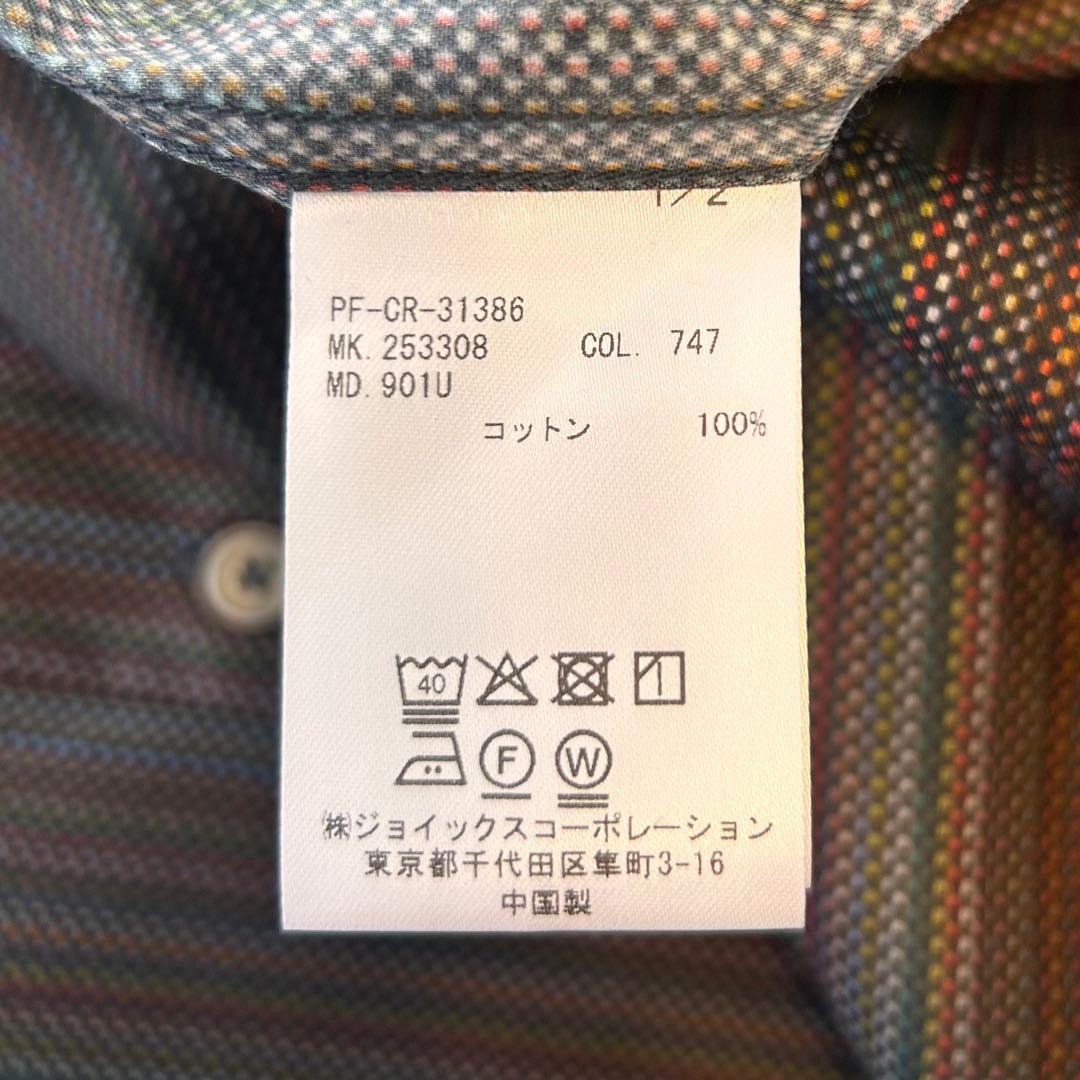 1/2
PF-CR-31386
MK. 253308 COL. 747
MD. 901U
コットン 100%
40
F W
㈱ジョイックスコーポレーション
東京都千代田区隼町3-16
中国製